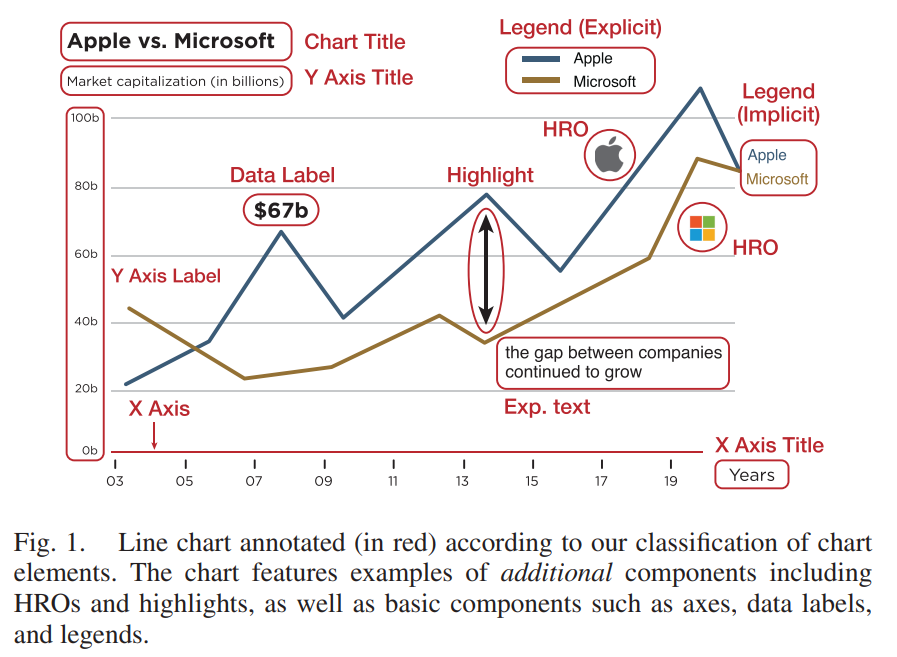 Apple vs. Microsoft
Chart Title
Market capitalization (in billions)
Y Axis Title
Legend (Explicit)
Apple
Microsoft
100b
80b
60b
40b
20b
0b
Y Axis Label
Data Label
$67b
Highlight
HRO
Legend
(Implicit)
Apple
Microsoft
HRO
the gap between companies
continued to grow
Exp. text
X Axis
X Axis Title
Years
03 05 07 09 11 13 15 17 19
Fig. 1. Line chart annotated (in red) according to our classification of chart
elements. The chart features examples of additional components including
HROs and highlights, as well as basic components such as axes, data labels,
and legends.